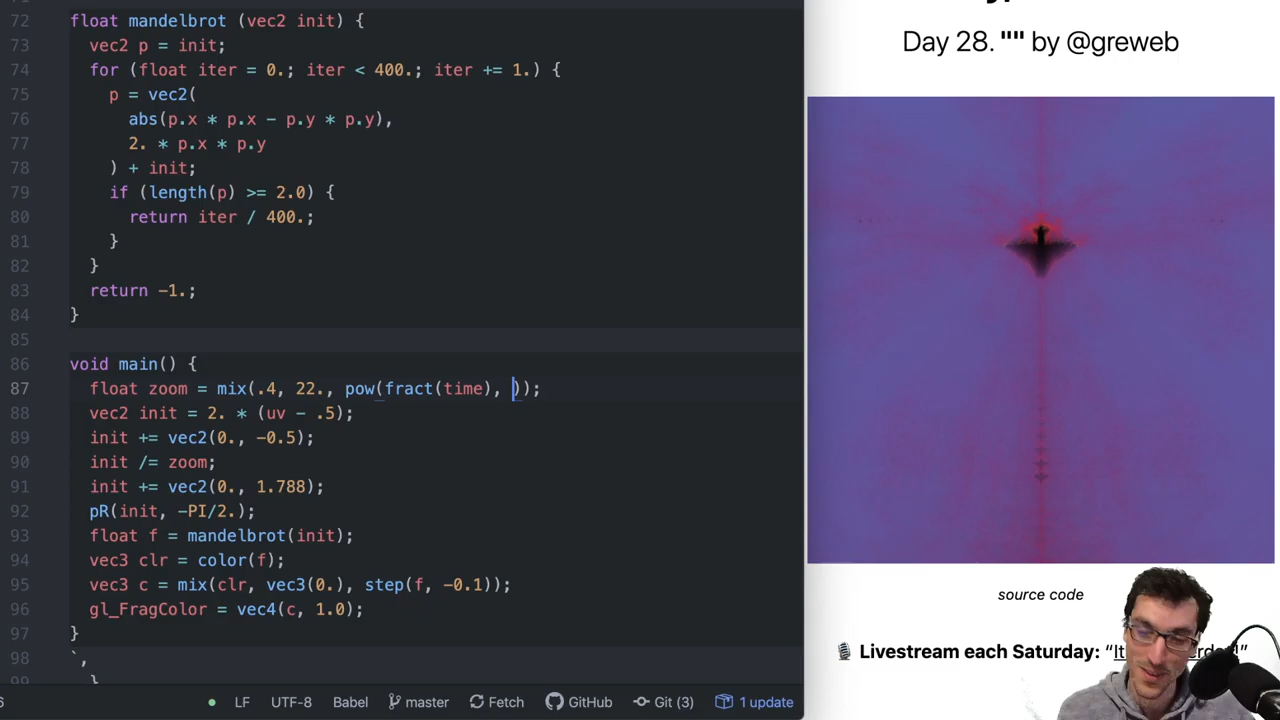 72 float mandelbrot (vec2 init) {
73 vec2 p = init;
74 for (float iter = 0.; iter < 400.; iter += 1.) {
75 p = vec2(
76 abs(p.x * p.x - p.y * p.y),
77 2. * p.x * p.y
78 ) + init;
79 if (length(p) >= 2.0) {
80 return iter / 400.;
81 }
82 }
83 return -1.;
84 }
85
86 void main() {
87 float zoom = mix(.4, 22., pow(fract(time), ));
88 vec2 init = 2. * (uv - .5);
89 init += vec2(0., -0.5);
90 init /= zoom;
91 init += vec2(0., 1.788);
92 pR(init, -PI/2.);
93 float f = mandelbrot(init);
94 vec3 clr = color(f);
95 vec3 c = mix(clr, vec3(0.), step(f, -0.1));
96 gl_FragColor = vec4(c, 1.0);
97 }
98 `,
99 }
6 LF UTF-8 Babel master Fetch GitHub Git (3) 1 update
Day 28. "" by @greweb
source code
🎙 Livestream each Saturday: “